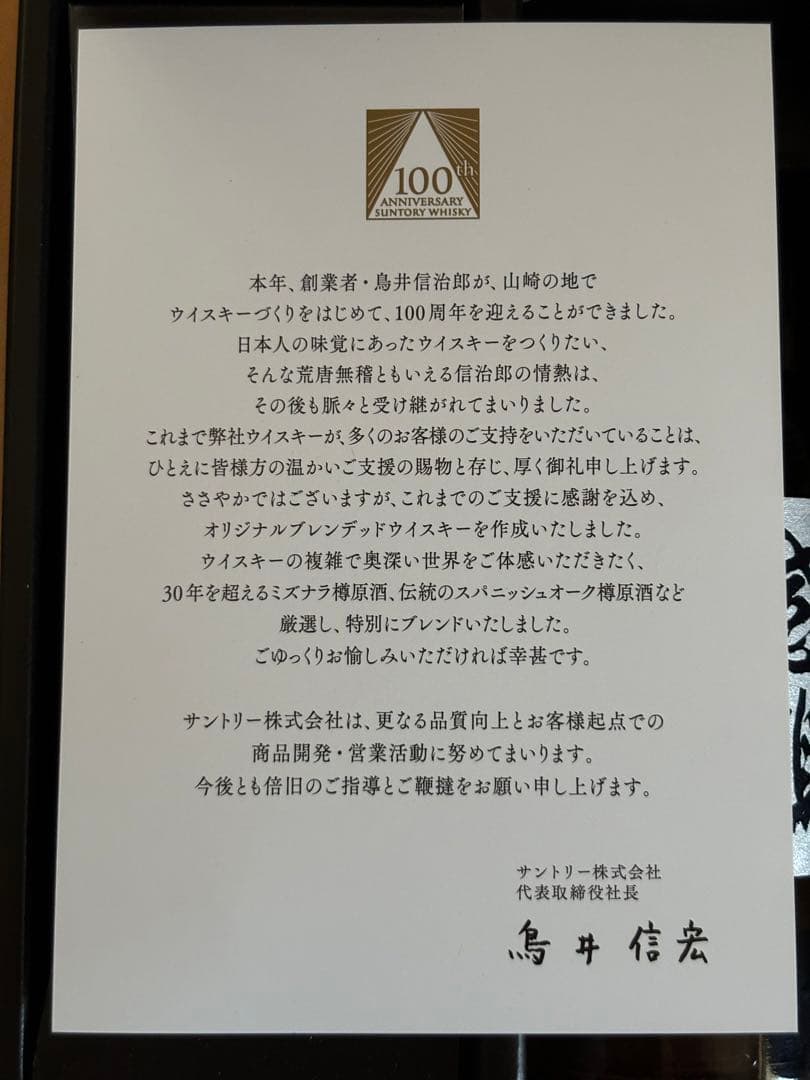 100th
ANNIVERSARY
SUNTORY WHISKY
本年、創業者・鳥井信治郎が、山崎の地で
ウイスキーづくりをはじめて、100周年を迎えることができました。
日本人の味覚にあったウイスキーをつくりたい、
そんな荒唐無稽ともいえる信治郎の情熱は、
その後も脈々と受け継がれてまいりました。
これまで弊社ウイスキーが、多くのお客様のご支持をいただいていることは、
ひとえに皆様方の温かいご支援の賜物と存じ、厚く御礼申し上げます。
ささやかではございますが、これまでのご支援に感謝を込め、
オリジナルブレンデッドウイスキーを作成いたしました。
ウイスキーの複雑で奥深い世界をご体感いただきたく、
30年を超えるミズナラ樽原酒、伝統のスパニッシュオーク樽原酒など
厳選し、特別にブレンドいたしました。
ごゆっくりお愉しみいただければ幸甚です。
サントリー株式会社は、更なる品質向上とお客様起点での
商品開発・営業活動に努めてまいります。
今後とも倍旧のご指導とご鞭撻をお願い申し上げます。
サントリー株式会社
代表取締役社長
鳥井信宏